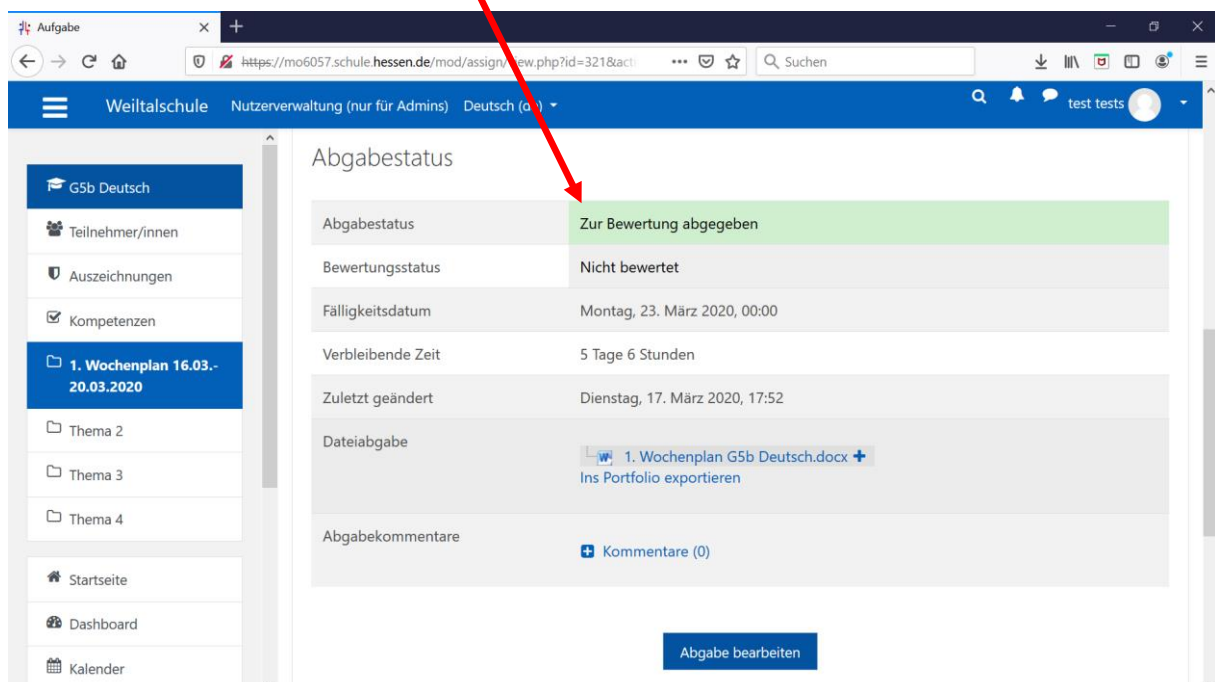 Aufgabe
https://mo6057.schule.hessen.de/mod/assign/view.php?id=321&acti
Suchen
Weiltalschule Nutzerverwaltung (nur für Admins) Deutsch (de) test tests
G5b Deutsch
Teilnehmer/innen
Auszeichnungen
Kompetenzen
1. Wochenplan 16.03.-
20.03.2020
Thema 2
Thema 3
Thema 4
Startseite
Dashboard
Kalender
Abgabestatus
Abgabestatus Zur Bewertung abgegeben
Bewertungsstatus Nicht bewertet
Fälligkeitsdatum Montag, 23. März 2020, 00:00
Verbleibende Zeit 5 Tage 6 Stunden
Zuletzt geändert Dienstag, 17. März 2020, 17:52
Dateiabgabe 1. Wochenplan G5b Deutsch.docx
Ins Portfolio exportieren
Abgabekommentare Kommentare (0)
Abgabe bearbeiten